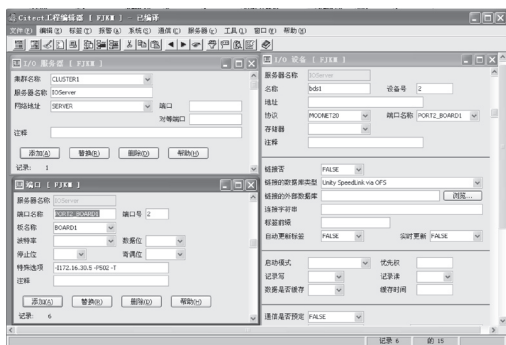 Citect工程编辑器 [ FJKM ] - 已编译
文件(F) 编辑(E) 标签(T) 报警(A) 系统(S) 通信(C) 服务器(v) 工具(L) 窗口(W) 帮助(H)
I/O 服务器 [ FJKM ]
集群名称 CLUSTER1
服务器名称 IOServer
网络地址 SERVER 端口
对等端口
注释
添加(A) 替换(R) 删除(D) 帮助(H)
记录: 1
端口 [ FJKM ]
服务器名称 IOServer
端口名称 PORT2_BOARD1 端口号 2
板名称 BOARD1
波特率 数据位
停止位 奇偶位
特殊选项 -I172.16.30.5 -P502 -T
注释
添加(A) 替换(R) 删除(D) 帮助(H)
记录: 6
I/O 设备 [ FJKM ]
服务器名称 IOServer
名称 bds1 设备号 2
地址
协议 MODNET20 端口名称 PORT2_BOARD1
存储器
注释
链接否 FALSE
链接的数据库类型 Unity SpeedLink via OFS
链接的外部数据库 浏览...
连接字符串
标签前缀
自动更新标签 FALSE 实时更新 FALSE
启动模式 优先权
记录写 记录读
数据是否缓存 缓存时间
通信是否预定 FALSE
记录 6 的 15